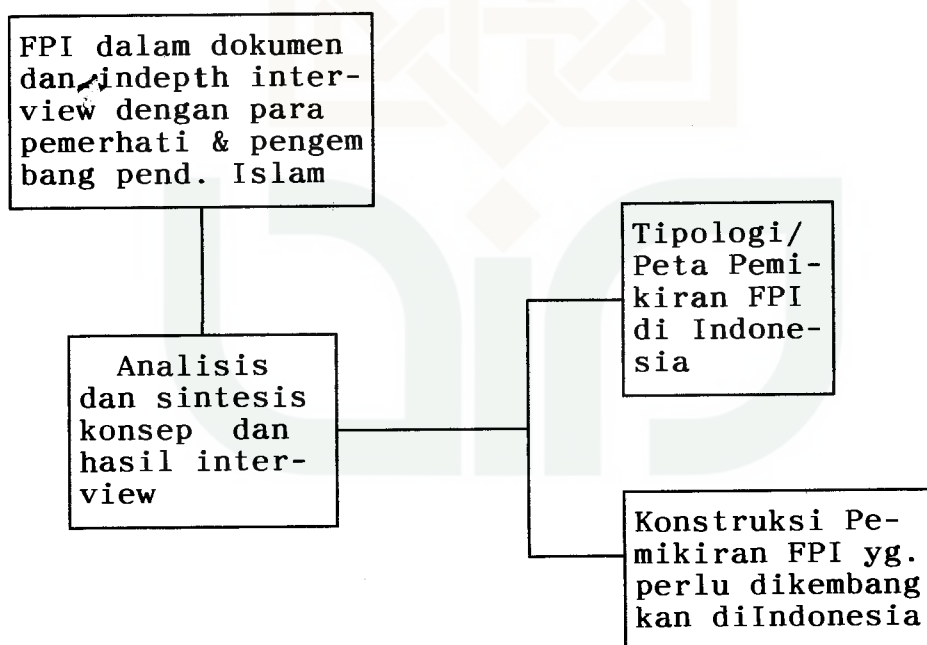 FPI dalam dokumen
dan indepth inter-
view dengan para
pemerhati & pengem
bang pend. Islam
Analisis
dan sintesis
konsep dan
hasil inter-
view
Tipologi/
Peta Pemi-
kiran FPI
di Indone-
sia
Konstruksi Pe-
mikiran FPI yg.
perlu dikembang
kan diIndonesia